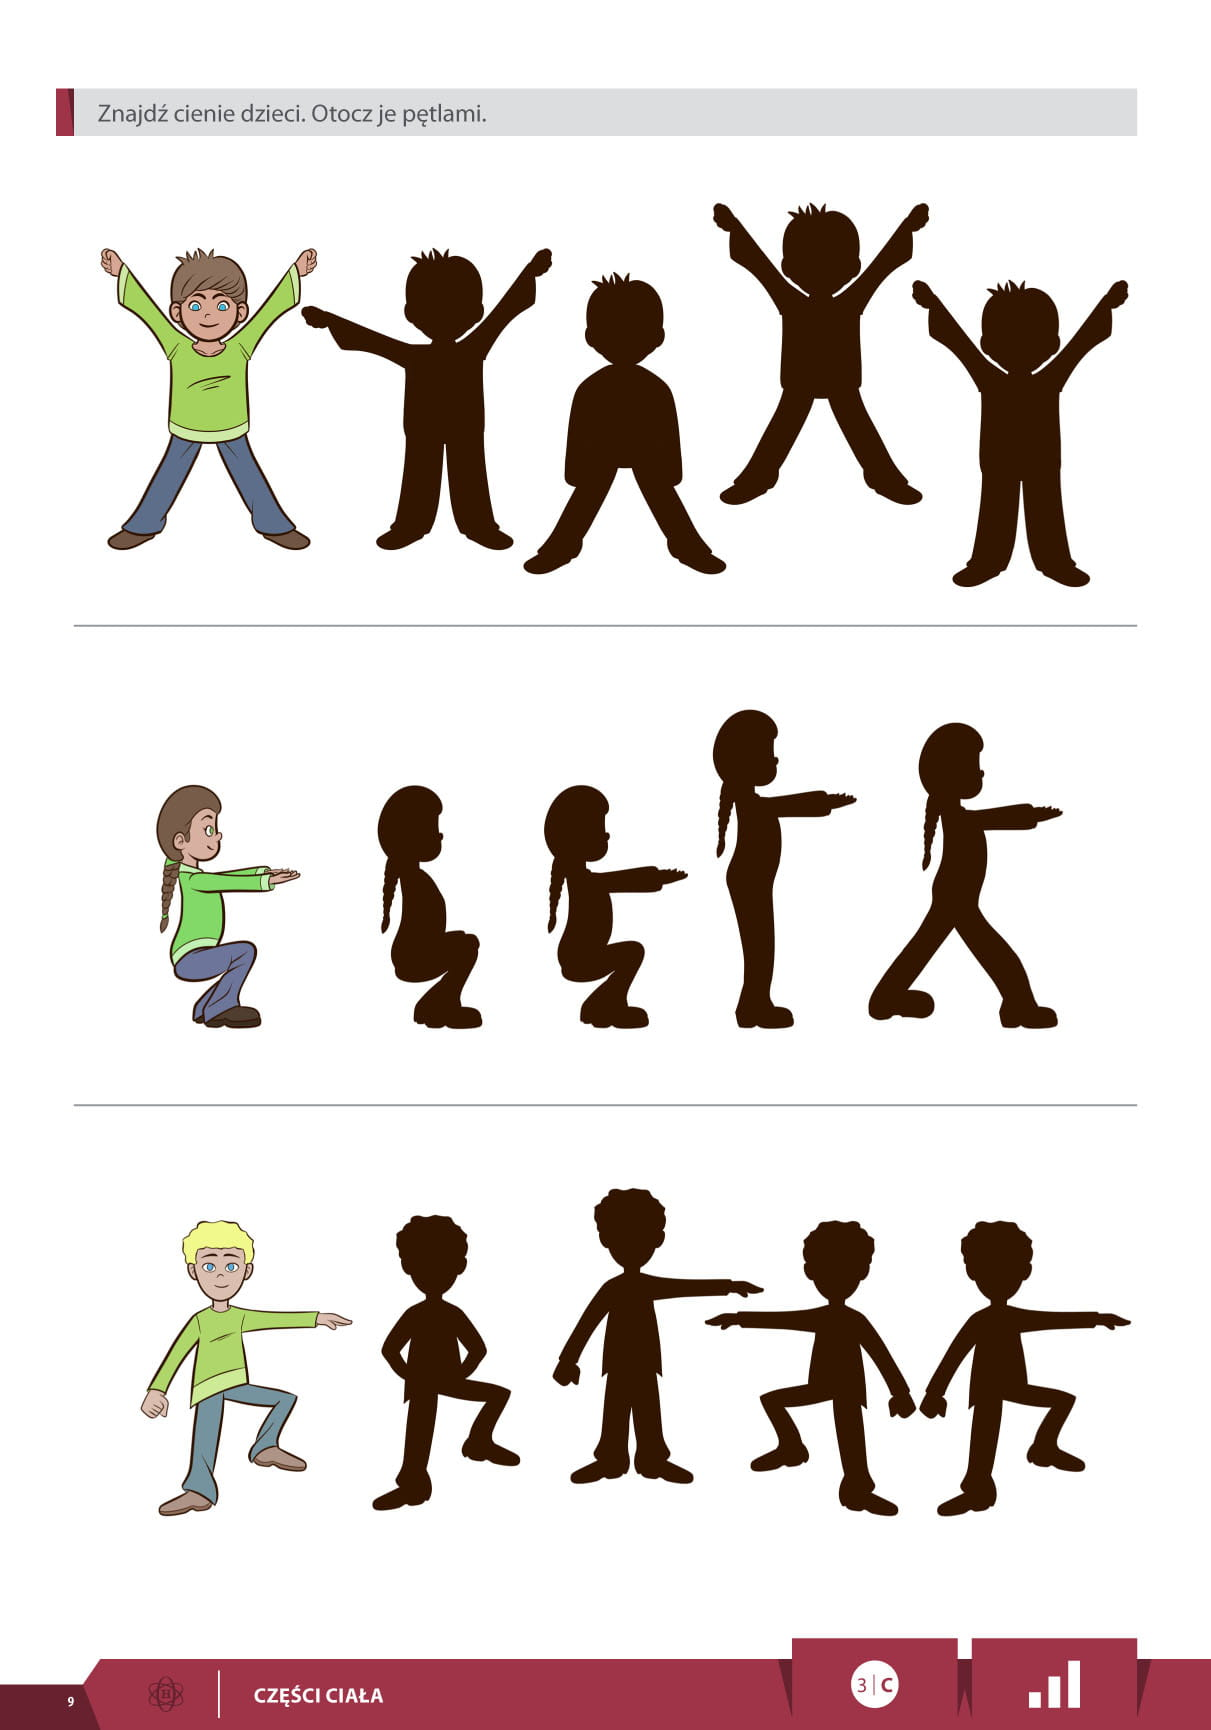 Znajdź cienie dzieci. Otocz je pętlami.
9
H
CZĘŚCI CIAŁA
3|C